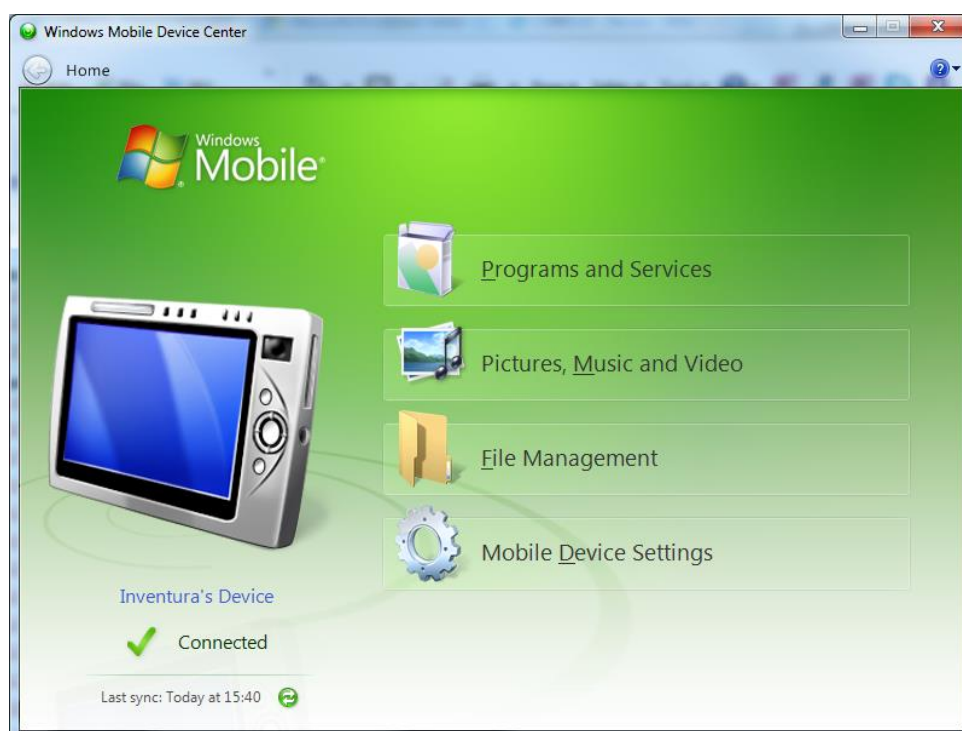 Windows Mobile Device Center
Home
Windows
Mobile®
Programs and Services
Pictures, Music and Video
File Management
Mobile Device Settings
Inventura's Device
Connected
Last sync: Today at 15:40